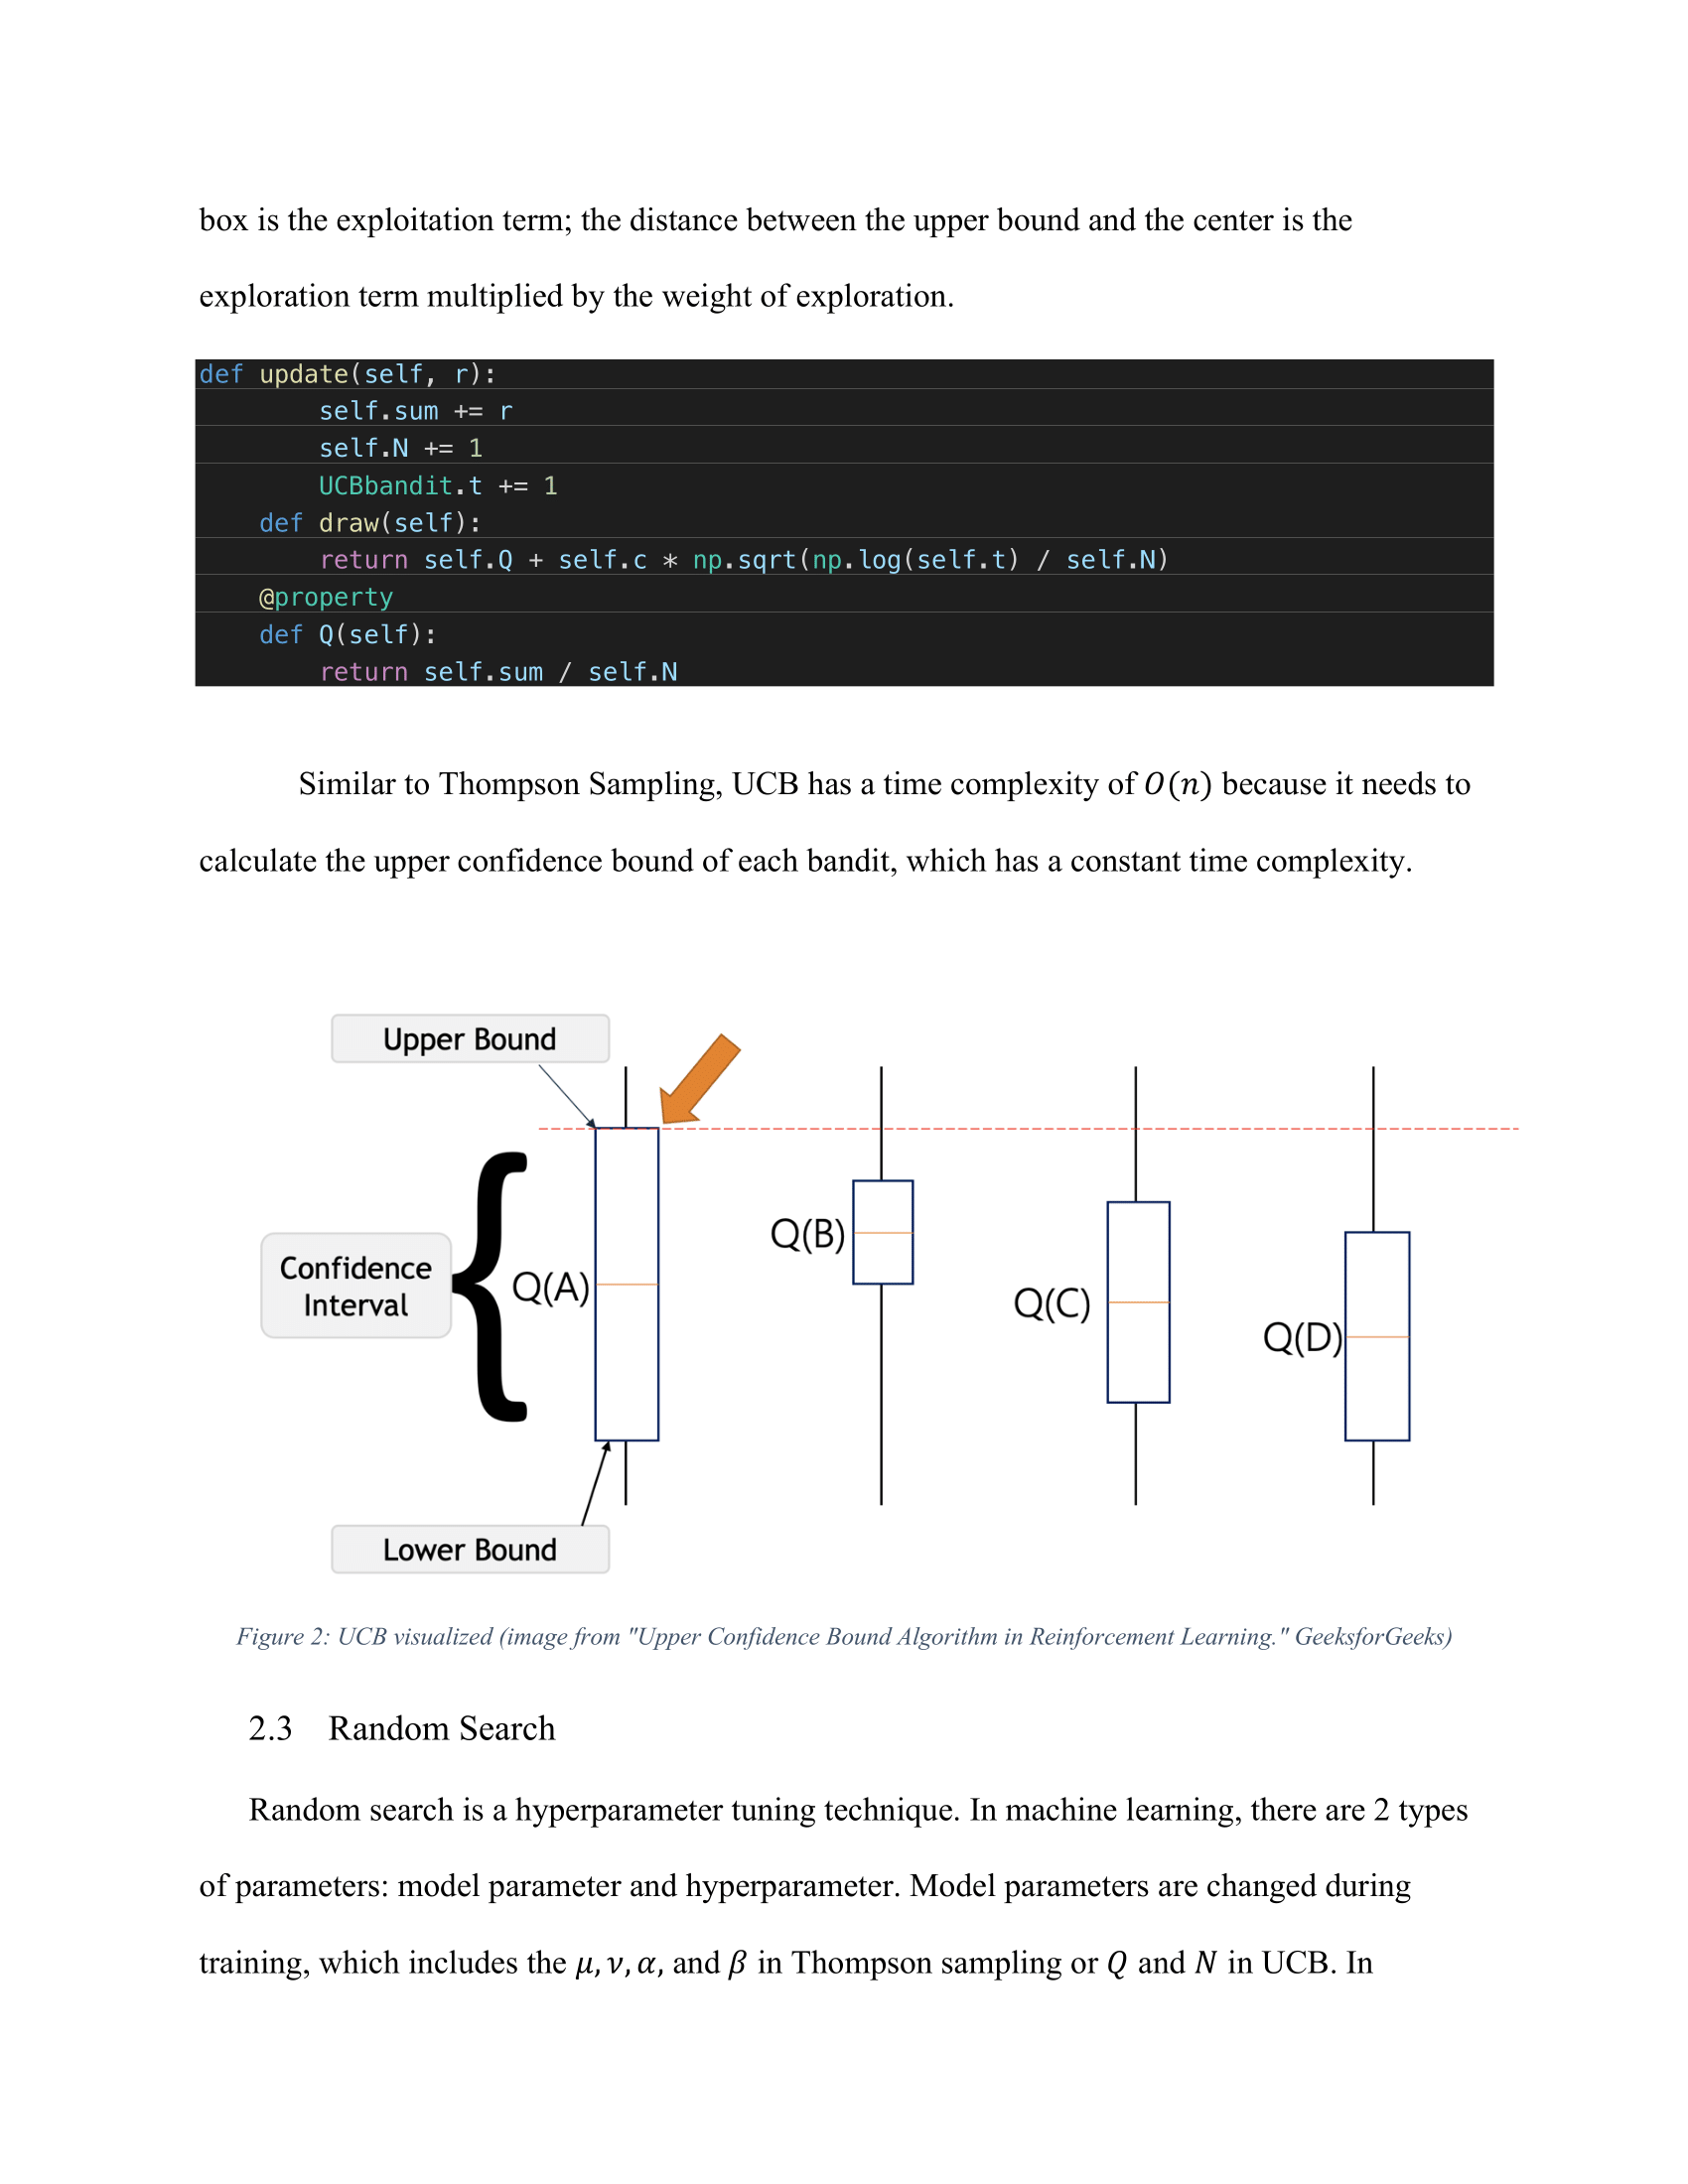 box is the exploitation term; the distance between the upper bound and the center is the
exploration term multiplied by the weight of exploration.
def update(self, r):
        self.sum += r
        self.N += 1
        UCBbandit.t += 1
    def draw(self):
        return self.Q + self.c * np.sqrt(np.log(self.t) / self.N)
    @property
    def Q(self):
        return self.sum / self.N
Similar to Thompson Sampling, UCB has a time complexity of O(n) because it needs to
calculate the upper confidence bound of each bandit, which has a constant time complexity.
Upper Bound
Confidence
Interval
Q(A)
Q(B)
Q(C)
Q(D)
Lower Bound
Figure 2: UCB visualized (image from "Upper Confidence Bound Algorithm in Reinforcement Learning." GeeksforGeeks)
2.3 Random Search
Random search is a hyperparameter tuning technique. In machine learning, there are 2 types
of parameters: model parameter and hyperparameter. Model parameters are changed during
training, which includes the μ, ν, α, and β in Thompson sampling or Q and N in UCB. In